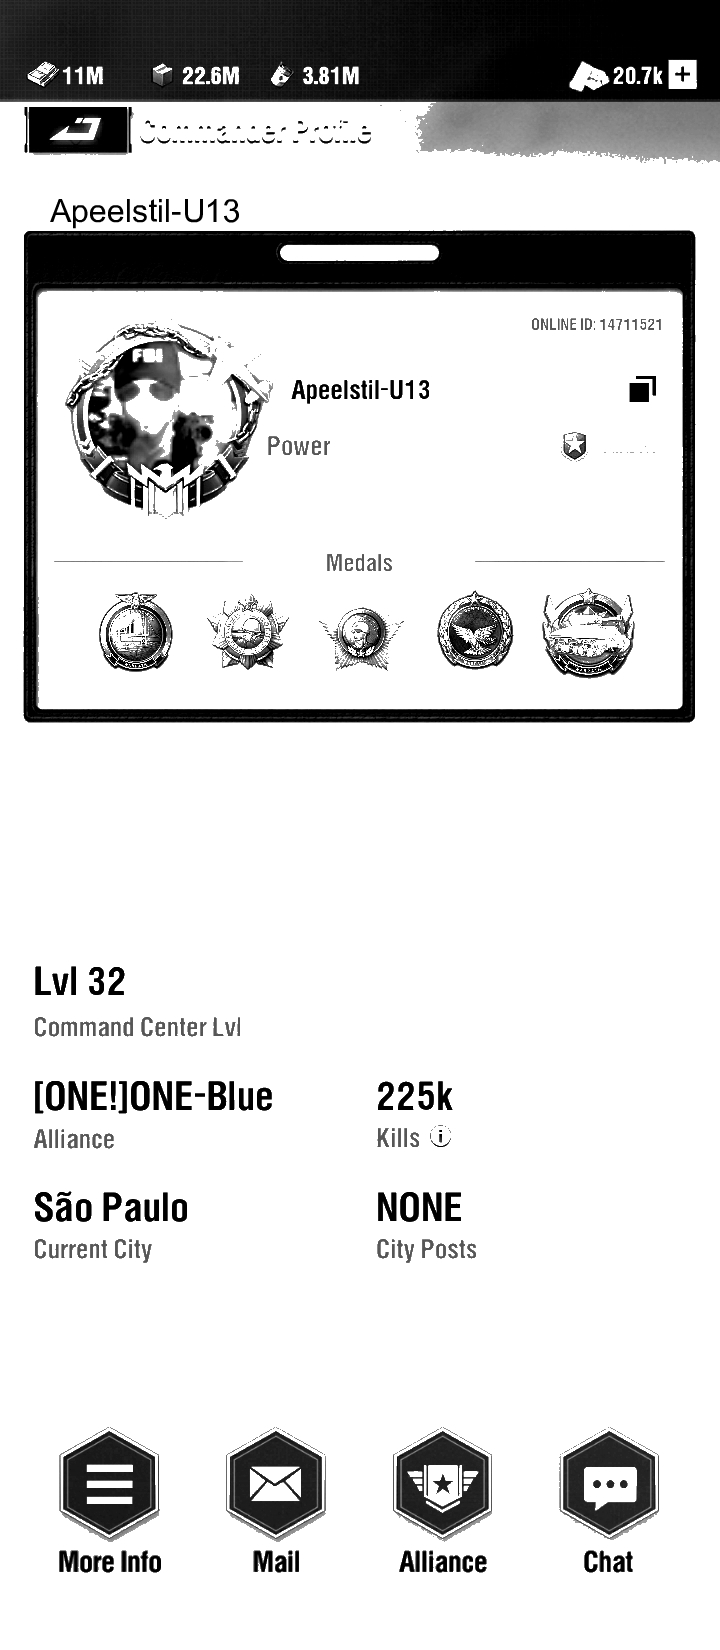 11M 22.6M 3.81M 20.7k
Commander Profile
Apeelstil-U13
ONLINE ID: 14711521
FBI
Apeelstil-U13
Power
Medals
Lvl 32
Command Center Lvl
[ONE!]ONE-Blue 225k
Alliance Kills
São Paulo NONE
Current City City Posts
More Info Mail Alliance Chat